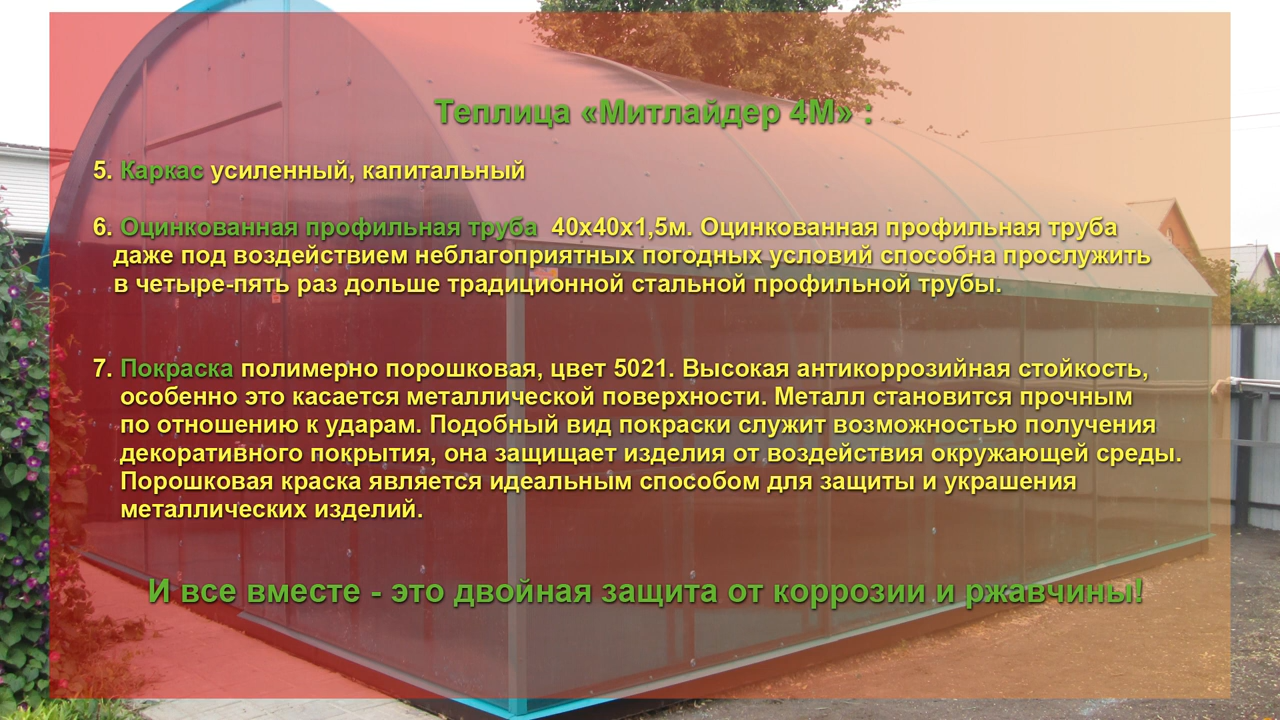 Теплица «Митлайдер 4М» :
5. Каркас усиленный, капитальный
6. Оцинкованная профильная труба 40х40х1,5м. Оцинкованная профильная труба
даже под воздействием неблагоприятных погодных условий способна прослужить
в четыре-пять раз дольше традиционной стальной профильной трубы.
7. Покраска полимерно порошковая, цвет 5021. Высокая антикоррозийная стойкость,
особенно это касается металлической поверхности. Металл становится прочным
по отношению к ударам. Подобный вид покраски служит возможностью получения
декоративного покрытия, она защищает изделия от воздействия окружающей среды.
Порошковая краска является идеальным способом для защиты и украшения
металлических изделий.
И все вместе - это двойная защита от коррозии и ржавчины!